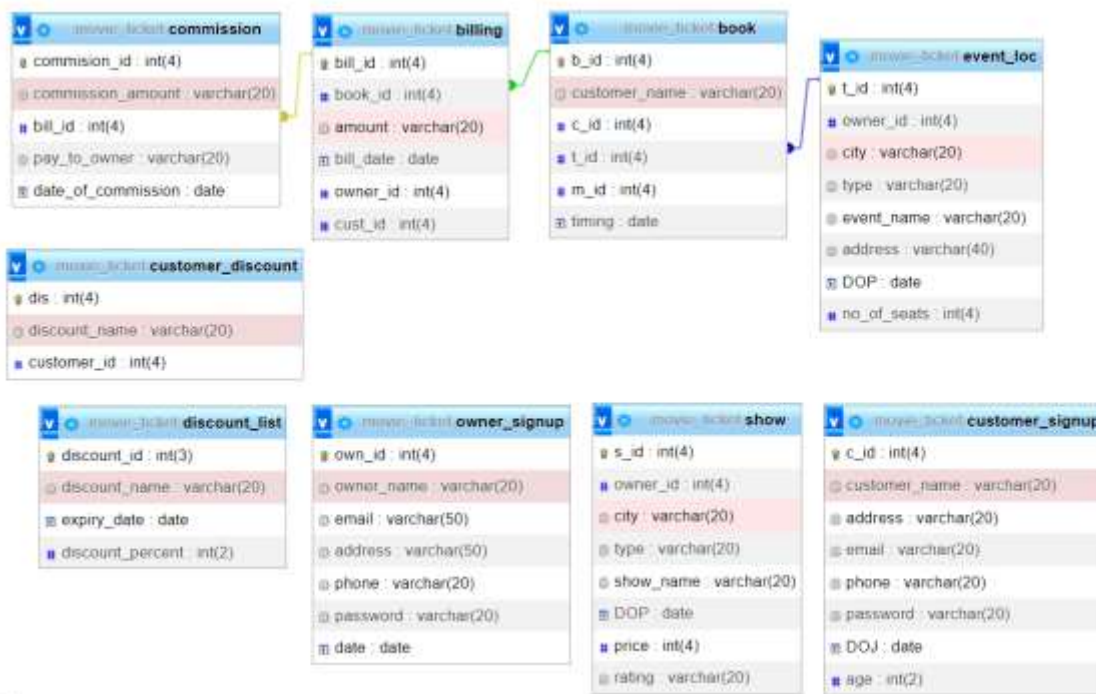 movie_ticket commission
commision_id : int(4)
commission_amount : varchar(20)
bill_id : int(4)
pay_to_owner : varchar(20)
date_of_commission : date
movie_ticket billing
bill_id : int(4)
book_id : int(4)
amount : varchar(20)
bill_date : date
owner_id : int(4)
cust_id : int(4)
movie_ticket book
b_id : int(4)
customer_name : varchar(20)
c_id : int(4)
t_id : int(4)
m_id : int(4)
timing : date
movie_ticket event_loc
t_id : int(4)
owner_id : int(4)
city : varchar(20)
type : varchar(20)
event_name : varchar(20)
address : varchar(40)
DOP : date
no_of_seats : int(4)
movie_ticket customer_discount
dis : int(4)
discount_name : varchar(20)
customer_id : int(4)
movie_ticket discount_list
discount_id : int(3)
discount_name : varchar(20)
expiry_date : date
discount_percent : int(2)
movie_ticket owner_signup
own_id : int(4)
owner_name : varchar(20)
email : varchar(50)
address : varchar(50)
phone : varchar(20)
password : varchar(20)
date : date
movie_ticket show
s_id : int(4)
owner_id : int(4)
city : varchar(20)
type : varchar(20)
show_name : varchar(20)
DOP : date
price : int(4)
rating : varchar(20)
movie_ticket customer_signup
c_id : int(4)
customer_name : varchar(20)
address : varchar(20)
email : varchar(20)
phone : varchar(20)
password : varchar(20)
DOJ : date
age : int(2)